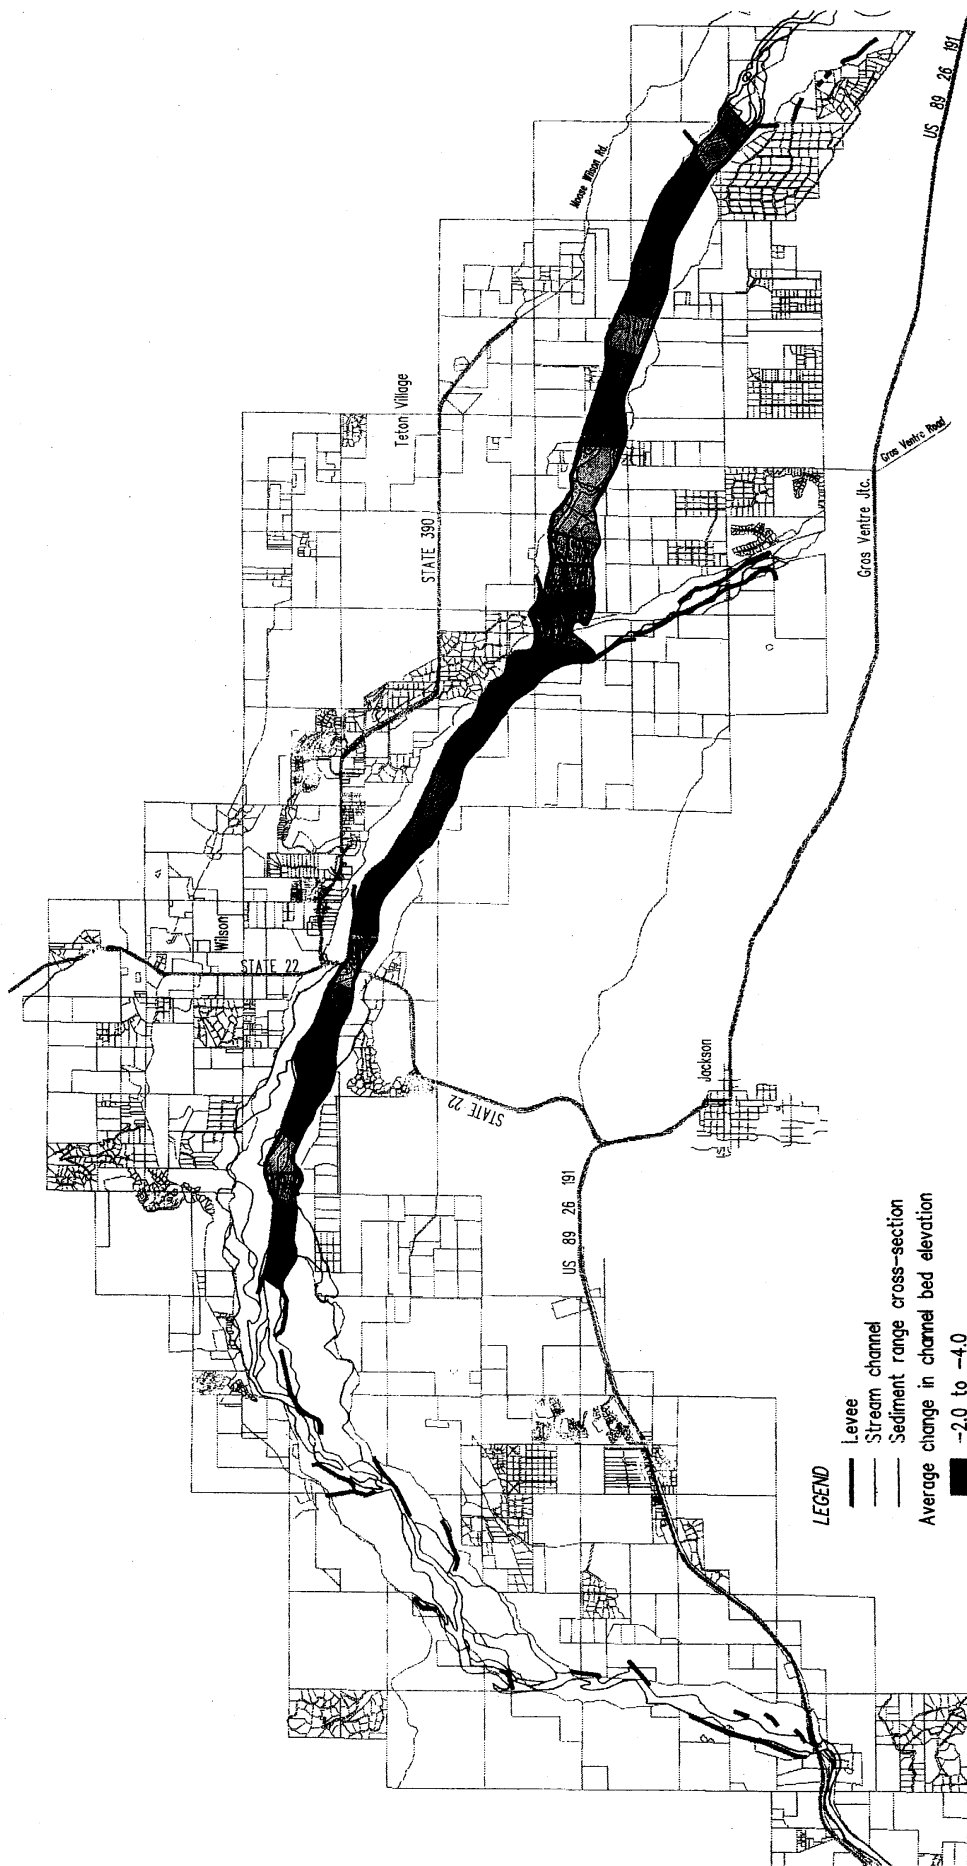 Moose Wilson Rd.
US 89 26 191
Teton Village
STATE 390
Gros Ventre Road
Gros Ventre Jtc.
Wilson
STATE 22
STATE 22
Jackson
US 89 26 191
LEGEND
Levee
Stream channel
Sediment range cross-section
Average change in channel bed elevation
-2.0 to -4.0